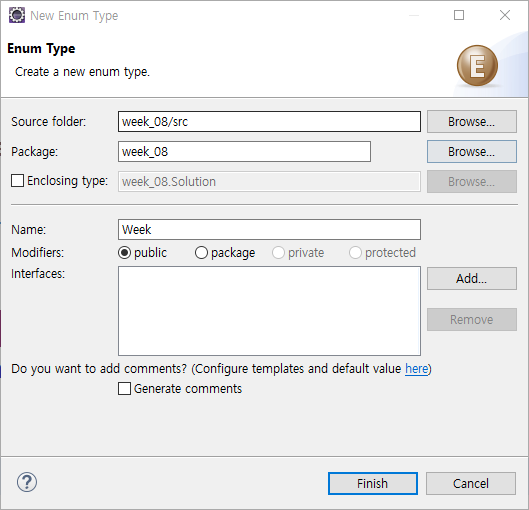 New Enum Type
Enum Type
Create a new enum type.
E
Source folder: week_08/src Browse...
Package: week_08 Browse...
Enclosing type: week_08.Solution Browse...
Name: Week
Modifiers: public package private protected
Interfaces: Add...
Remove
Do you want to add comments? (Configure templates and default value here)
Generate comments
? Finish Cancel